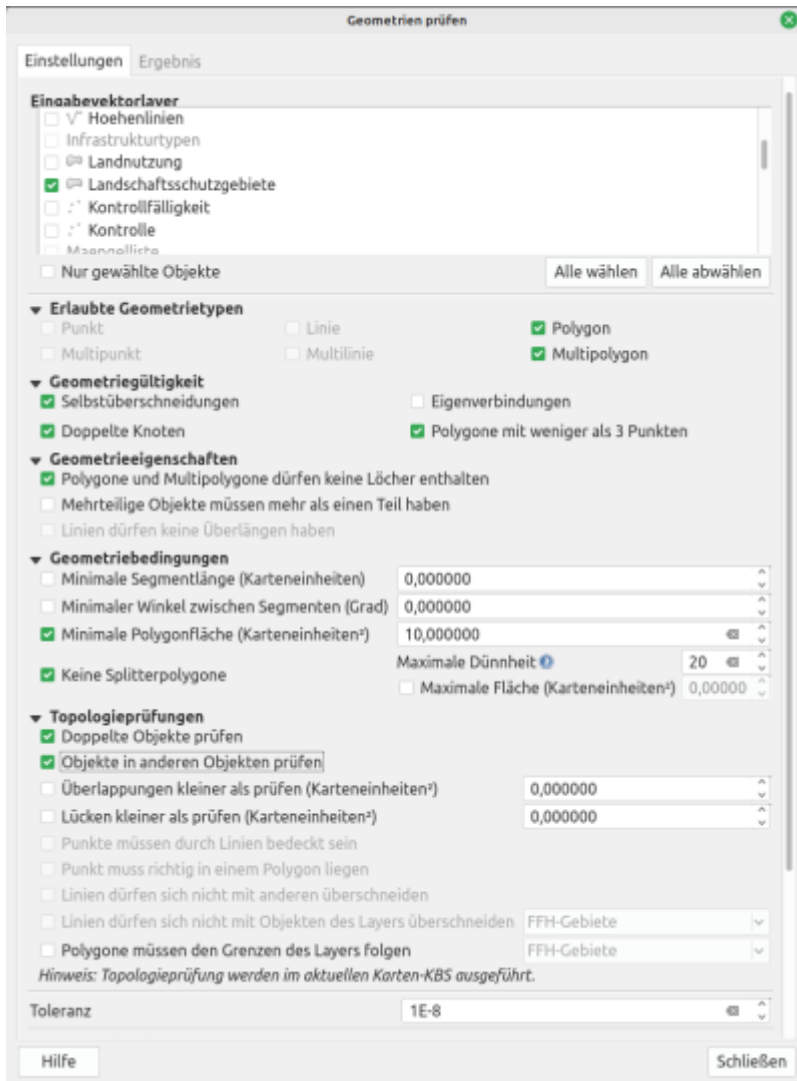 Geometrien prüfen
Einstellungen Ergebnis
Eingabevektorlayer
Hoehenlinien
Infrastrukturtypen
Landnutzung
Landschaftsschutzgebiete
Kontrollfälligkeit
Kontrolle
Maengelliste
Nur gewählte Objekte Alle wählen Alle abwählen
Erlaubte Geometrietypen
Punkt Linie Polygon
Multipunkt Multilinie Multipolygon
Geometriegültigkeit
Selbstüberschneidungen Eigenverbindungen
Doppelte Knoten Polygone mit weniger als 3 Punkten
Geometrieeigenschaften
Polygone und Multipolygone dürfen keine Löcher enthalten
Mehrteilige Objekte müssen mehr als einen Teil haben
Linien dürfen keine Überlängen haben
Geometriebedingungen
Minimale Segmentlänge (Karteneinheiten) 0,000000
Minimaler Winkel zwischen Segmenten (Grad) 0,000000
Minimale Polygonfläche (Karteneinheiten²) 10,000000
Keine Splitterpolygone Maximale Dünnheit 20
Maximale Fläche (Karteneinheiten²) 0,00000
Topologieprüfungen
Doppelte Objekte prüfen
Objekte in anderen Objekten prüfen
Überlappungen kleiner als prüfen (Karteneinheiten²) 0,000000
Lücken kleiner als prüfen (Karteneinheiten²) 0,000000
Punkte müssen durch Linien bedeckt sein
Punkt muss richtig in einem Polygon liegen
Linien dürfen sich nicht mit anderen überschneiden
Linien dürfen sich nicht mit Objekten des Layers überschneiden FFH-Gebiete
Polygone müssen den Grenzen des Layers folgen FFH-Gebiete
Hinweis: Topologieprüfung werden im aktuellen Karten-KBS ausgeführt.
Toleranz 1E-8
Hilfe Schließen